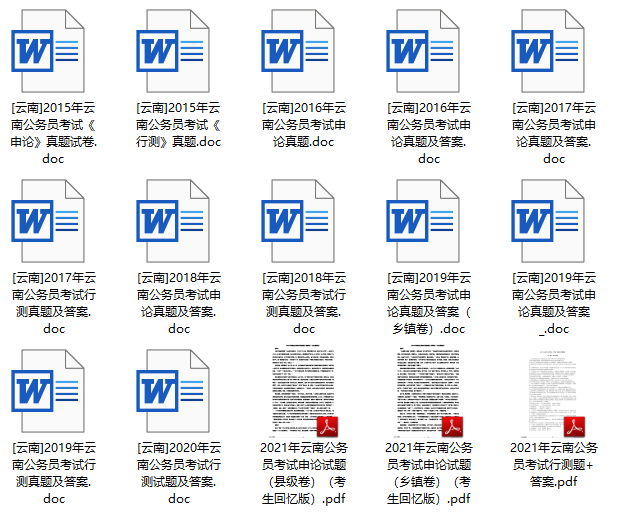 [云南]2015年云
南公务员考试《
申论》真题试卷.
doc
[云南]2015年云
南公务员考试《
行测》真题.doc
[云南]2016年云
南公务员考试申
论真题.doc
[云南]2016年云
南公务员考试申
论真题及答案.
doc
[云南]2017年云
南公务员考试申
论真题及答案.
doc
[云南]2017年云
南公务员考试行
测真题及答案.
doc
[云南]2018年云
南公务员考试申
论真题及答案.
doc
[云南]2018年云
南公务员考试行
测真题及答案.
doc
[云南]2019年云
南公务员考试申
论真题及答案（
乡镇卷）.doc
[云南]2019年云
南公务员考试申
论真题及答案
_.doc
[云南]2019年云
南公务员考试行
测真题及答案.
doc
[云南]2020年云
南公务员考试行
测试题及答案.
doc
2021年云南公务
员考试申论试题
（县级卷）（考
生回忆版）.pdf
2021年云南公务
员考试申论试题
（乡镇卷）（考
生回忆版）.pdf
2021年云南公务
员考试行测题+
答案.pdf